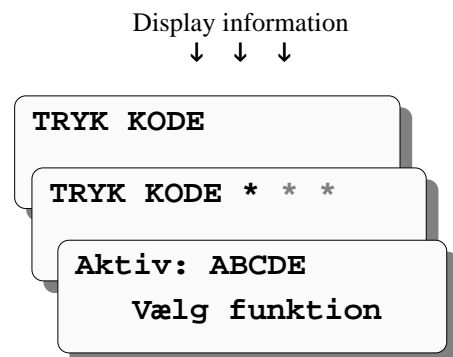 Display information
↓ ↓ ↓
TRYK KODE
TRYK KODE * * *
Aktiv: ABCDE
Vælg funktion